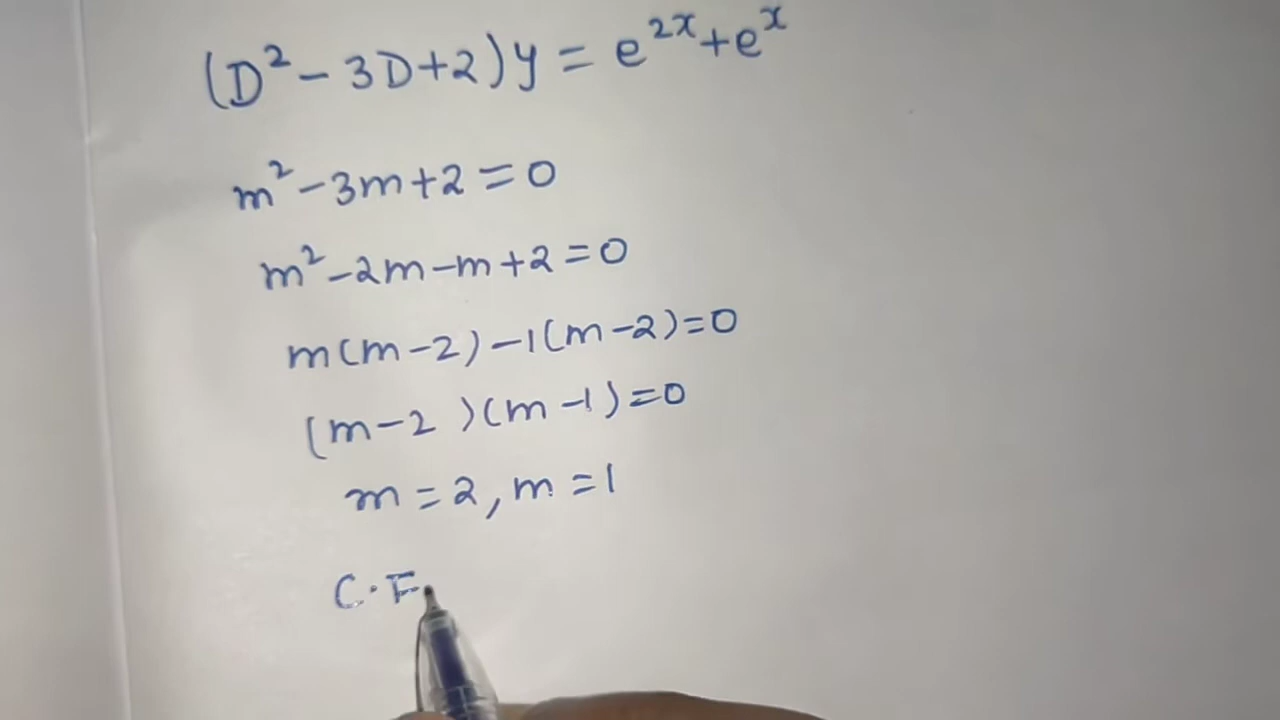 (D² - 3D + 2) y = e^{2x} + e^x
m² - 3m + 2 = 0
m² - 2m - m + 2 = 0
m(m - 2) - 1(m - 2) = 0
(m - 2)(m - 1) = 0
m = 2, m = 1
C.F